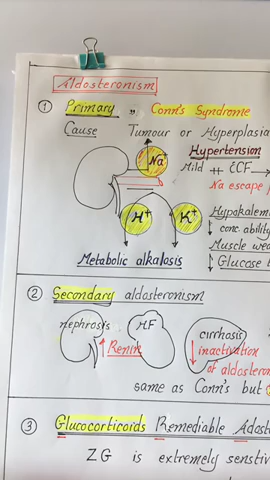 Aldosteronism
① Primary ,, Conn's Syndrome
Cause Tumour or Hyperplasia
Hypertension
Na
Mild ++ ECF →
Na escape
H⁺ K⁺
Hypokalem
↓ conc. ability
Muscle wea
Metabolic alkalosis ↑ Glucose
② Secondary aldosteronism
nephrosis HF cirrhosis
↑ Renin ↓ inactivation
of aldosteron
same as Conn's but
③ Glucocorticoids Remediable Adost
ZG is extremely senstiv